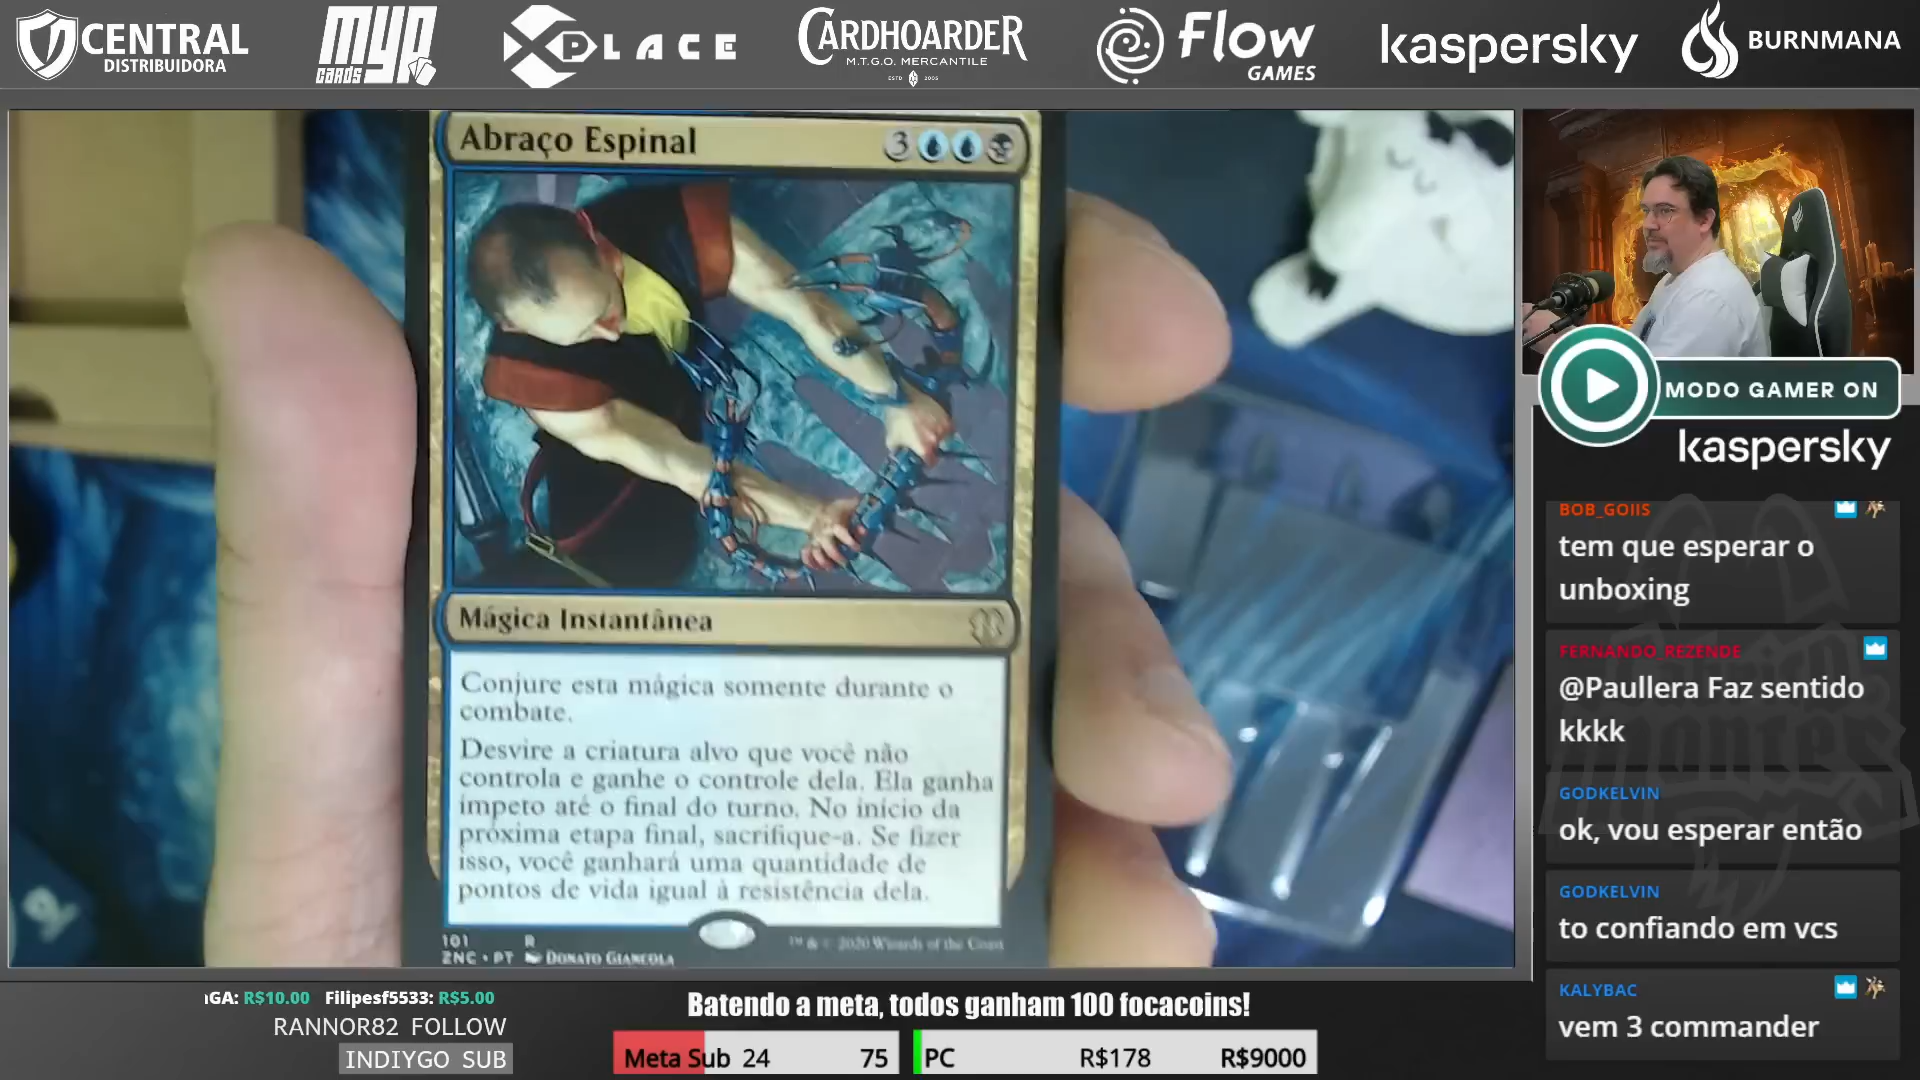 CENTRAL
DISTRIBUIDORA
MYP
CARDS
XPLACE
CARDHOARDER
M.T.G.O. MERCANTILE
ESTD 2005
Flow
GAMES
kaspersky
BURNMANA
Abraço Espinal
3
Mágica Instantânea
Conjure esta mágica somente durante o
combate.
Desvire a criatura alvo que você não
controla e ganhe o controle dela. Ela ganha
ímpeto até o final do turno. No início da
próxima etapa final, sacrifique-a. Se fizer
isso, você ganhará uma quantidade de
pontos de vida igual à resistência dela.
101 R
ZNC • PT DONATO GIANCOLA
™ & © 2020 Wizards of the Coast
MODO GAMER ON
kaspersky
BOB_GOIIS
tem que esperar o
unboxing
FERNANDO_REZENDE
@Paullera Faz sentido
kkkk
GODKELVIN
ok, vou esperar então
GODKELVIN
to confiando em vcs
KALYBAC
vem 3 commander
GA: R$10.00 Filipesf5533: R$5.00
RANNOR82 FOLLOW
INDIYGO SUB
Batendo a meta, todos ganham 100 focacoins!
Meta Sub 24 75
PC R$178 R$9000